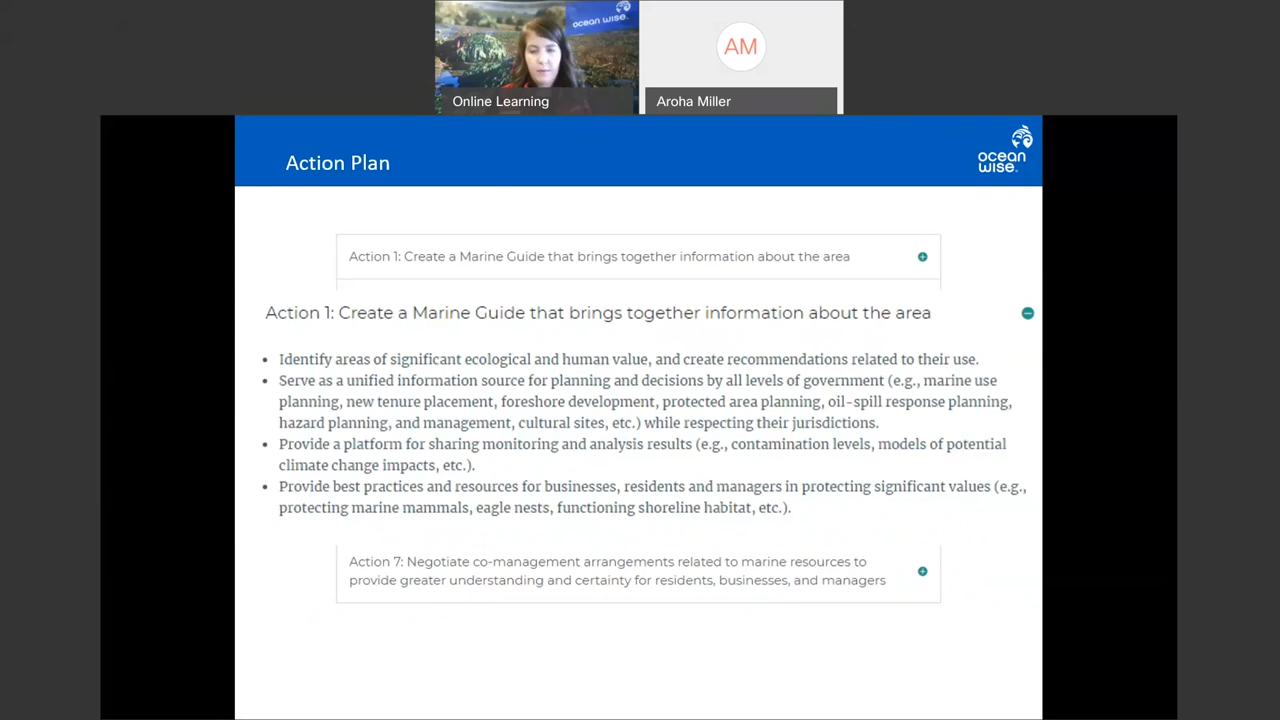 ocean wise.
AM
Online Learning
Aroha Miller
Action Plan
ocean
wise.
Action 1: Create a Marine Guide that brings together information about the area
Action 1: Create a Marine Guide that brings together information about the area
• Identify areas of significant ecological and human value, and create recommendations related to their use.
• Serve as a unified information source for planning and decisions by all levels of government (e.g., marine use
planning, new tenure placement, foreshore development, protected area planning, oil-spill response planning,
hazard planning, and management, cultural sites, etc.) while respecting their jurisdictions.
• Provide a platform for sharing monitoring and analysis results (e.g., contamination levels, models of potential
climate change impacts, etc.).
• Provide best practices and resources for businesses, residents and managers in protecting significant values (e.g.,
protecting marine mammals, eagle nests, functioning shoreline habitat, etc.).
Action 7: Negotiate co-management arrangements related to marine resources to
provide greater understanding and certainty for residents, businesses, and managers